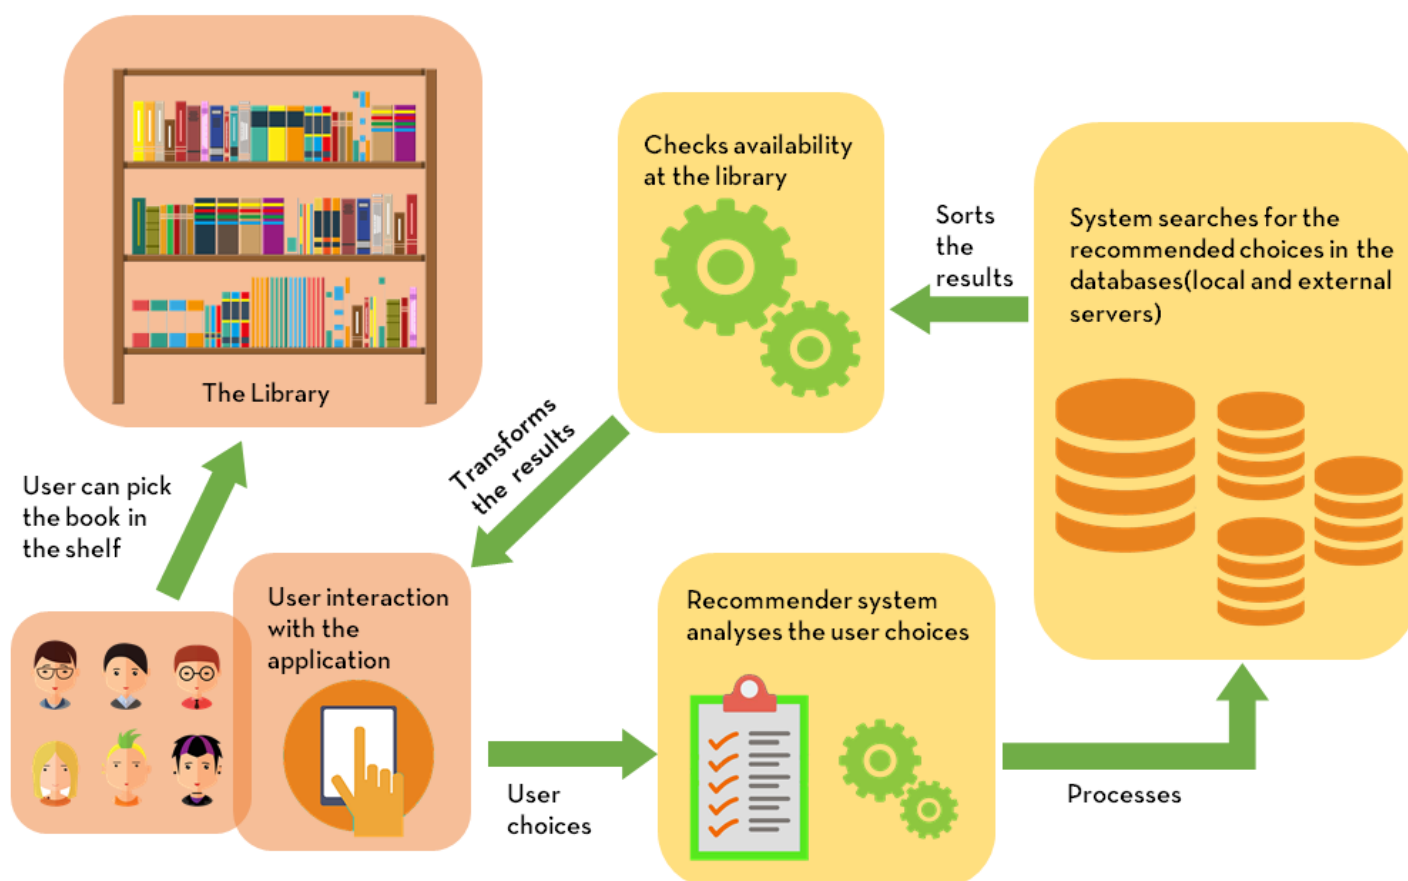 The Library
Checks availability
at the library
Sorts
the
results
System searches for the
recommended choices in the
databases(local and external
servers)
Transforms
the results
User can pick
the book in
the shelf
User interaction
with the
application
User
choices
Recommender system
analyses the user choices
Processes